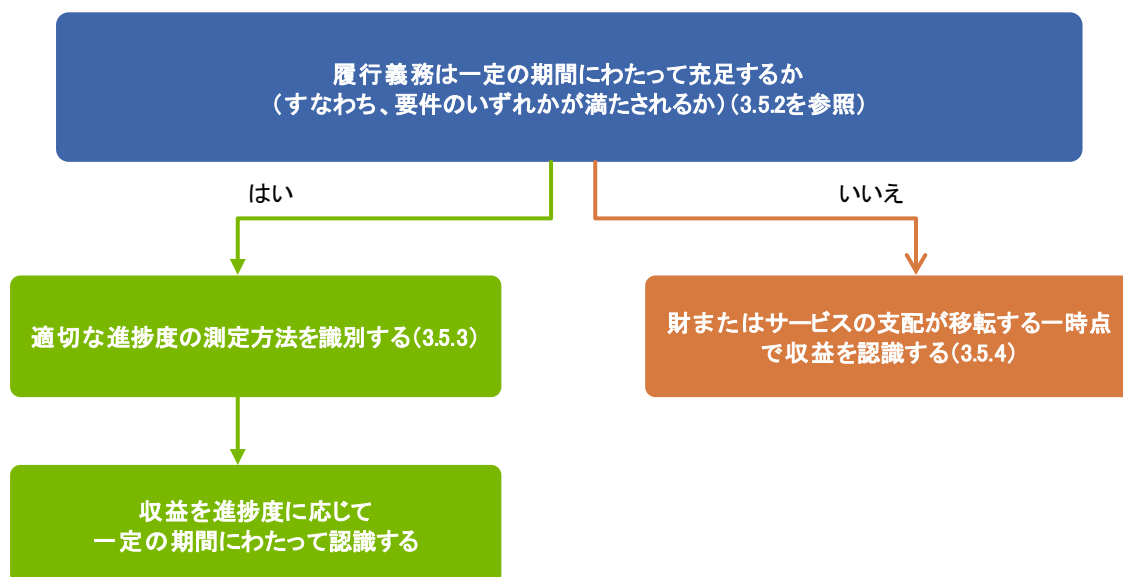 履行義務は一定の期間にわたって充足するか
（すなわち、要件のいずれかが満たされるか）（3.5.2を参照）
はい
いいえ
適切な進捗度の測定方法を識別する（3.5.3）
財またはサービスの支配が移転する一時点
で収益を認識する（3.5.4）
収益を進捗度に応じて
一定の期間にわたって認識する